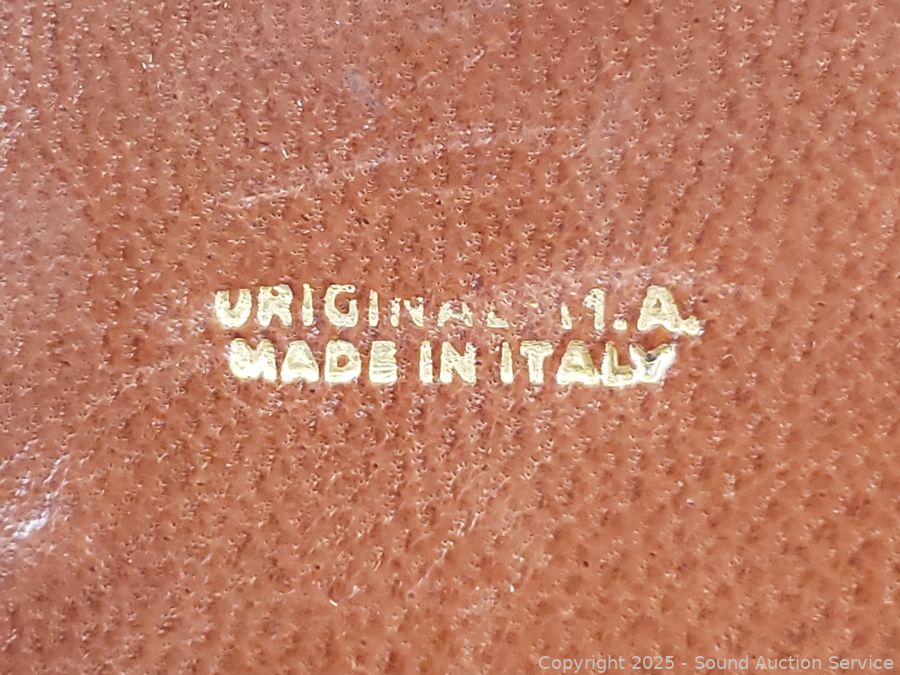 ORIGINAL
MADE IN ITALY
Copyright 2025 - Sound Auction Service